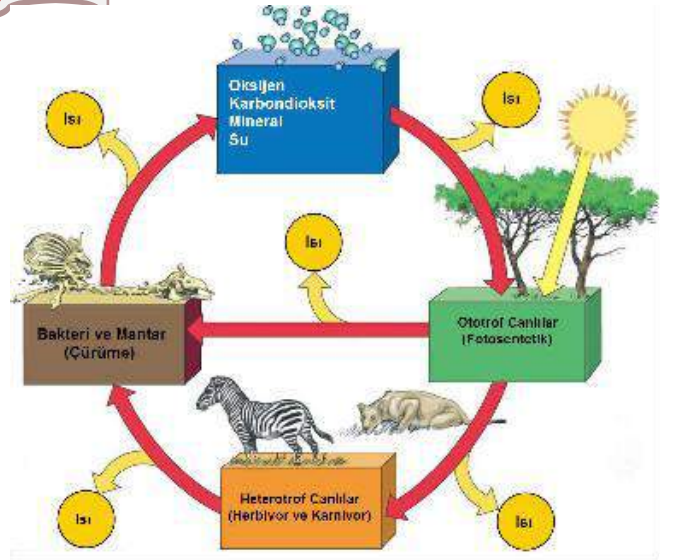 Oksijen
Karbondioksit
Mineral
Su
Isı
Isı
Isı
Bakteri ve Mantar
(Çürüme)
Ototrof Canlılar
(Fotosentetik)
Heterotrof Canlılar
(Herbivor ve Karnivor)
Isı
Isı